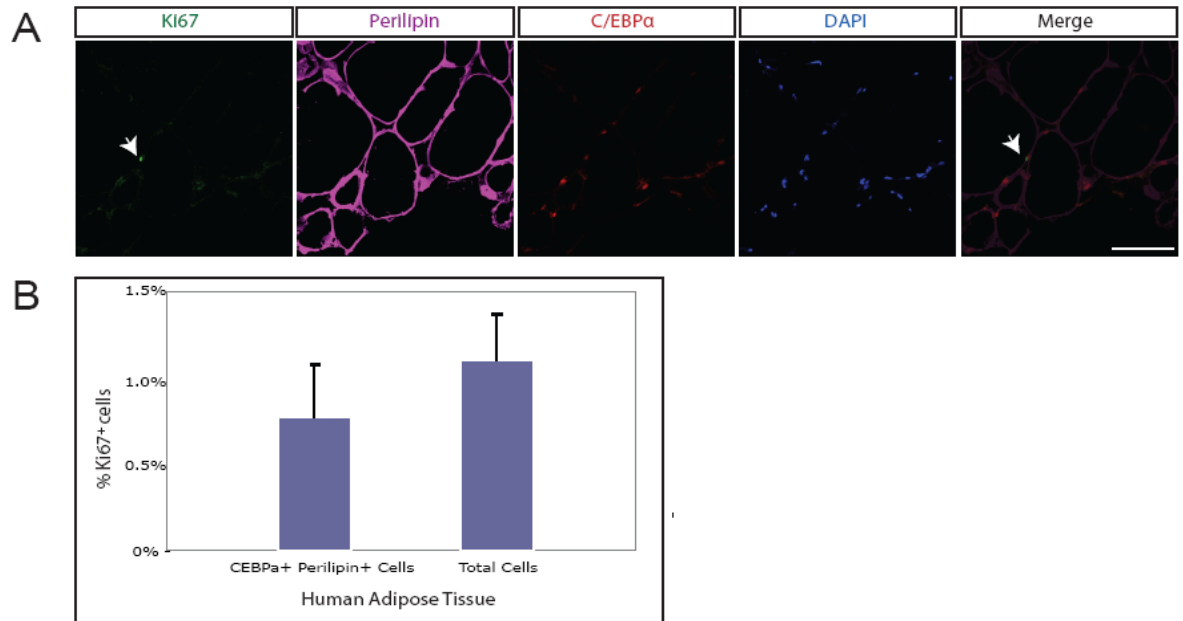 A
Ki67 Perilipin C/EBPα DAPI Merge
B
1.5%
1.0%
0.5%
0%
% Ki67⁺ cells
CEBPa+ Perilipin+ Cells Total Cells
Human Adipose Tissue